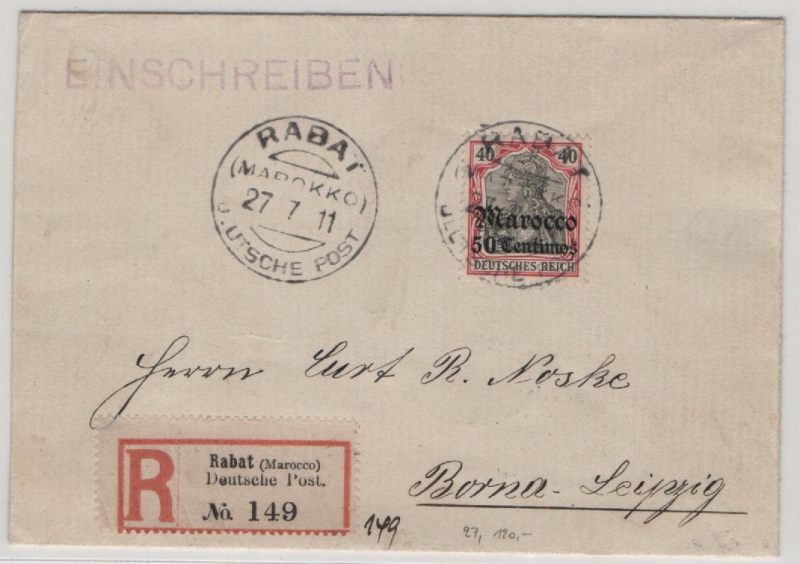 EINSCHREIBEN
RABAT
(MAROKKO)
27 7 11
D.UTSCHE POST
40 40
Marocco
50 Centimos
DEUTSCHES REICH
Herrn Curt R. Noske
Borna-Leipzig
R
Rabat (Marocco)
Deutsche Post.
No. 149
149
27, 120,-